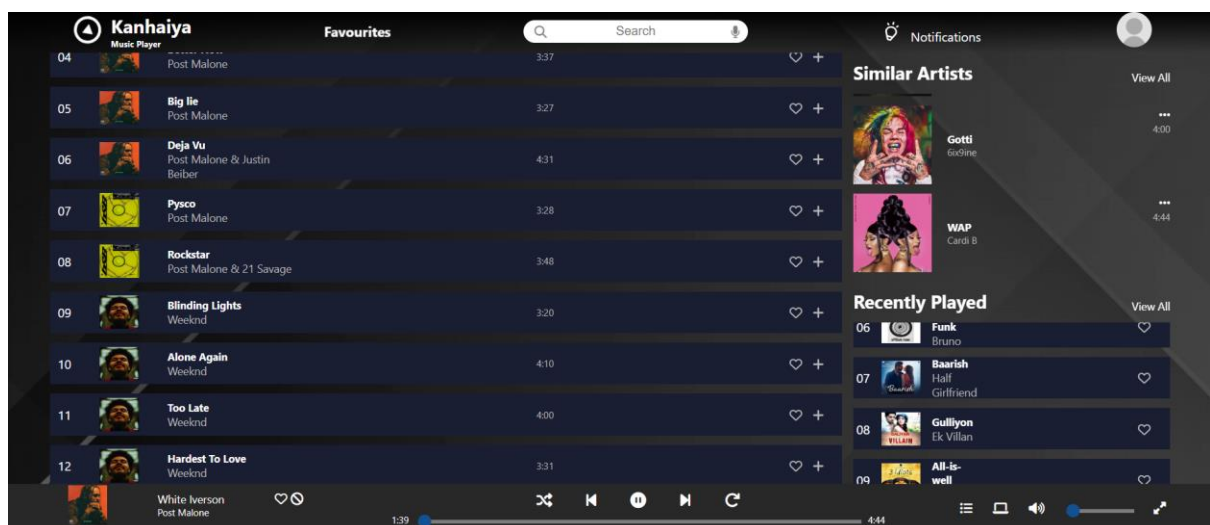 Kanhaiya
Music Player
Favourites
Search
Notifications
04
Post Malone
3:37
05
Big lie
Post Malone
3:27
06
Deja Vu
Post Malone & Justin
Beiber
4:31
07
Pysco
Post Malone
3:28
08
Rockstar
Post Malone & 21 Savage
3:48
09
Blinding Lights
Weeknd
3:20
10
Alone Again
Weeknd
4:10
11
Too Late
Weeknd
4:00
12
Hardest To Love
Weeknd
3:31
Similar Artists
View All
Gotti
6ix9ine
4:00
WAP
Cardi B
4:44
Recently Played
View All
06
Funk
Bruno
07
Baarish
Half
Girlfriend
08
VILLAIN
Gulliyon
Ek Villan
09
All-is-
well
White Iverson
Post Malone
1:39
4:44